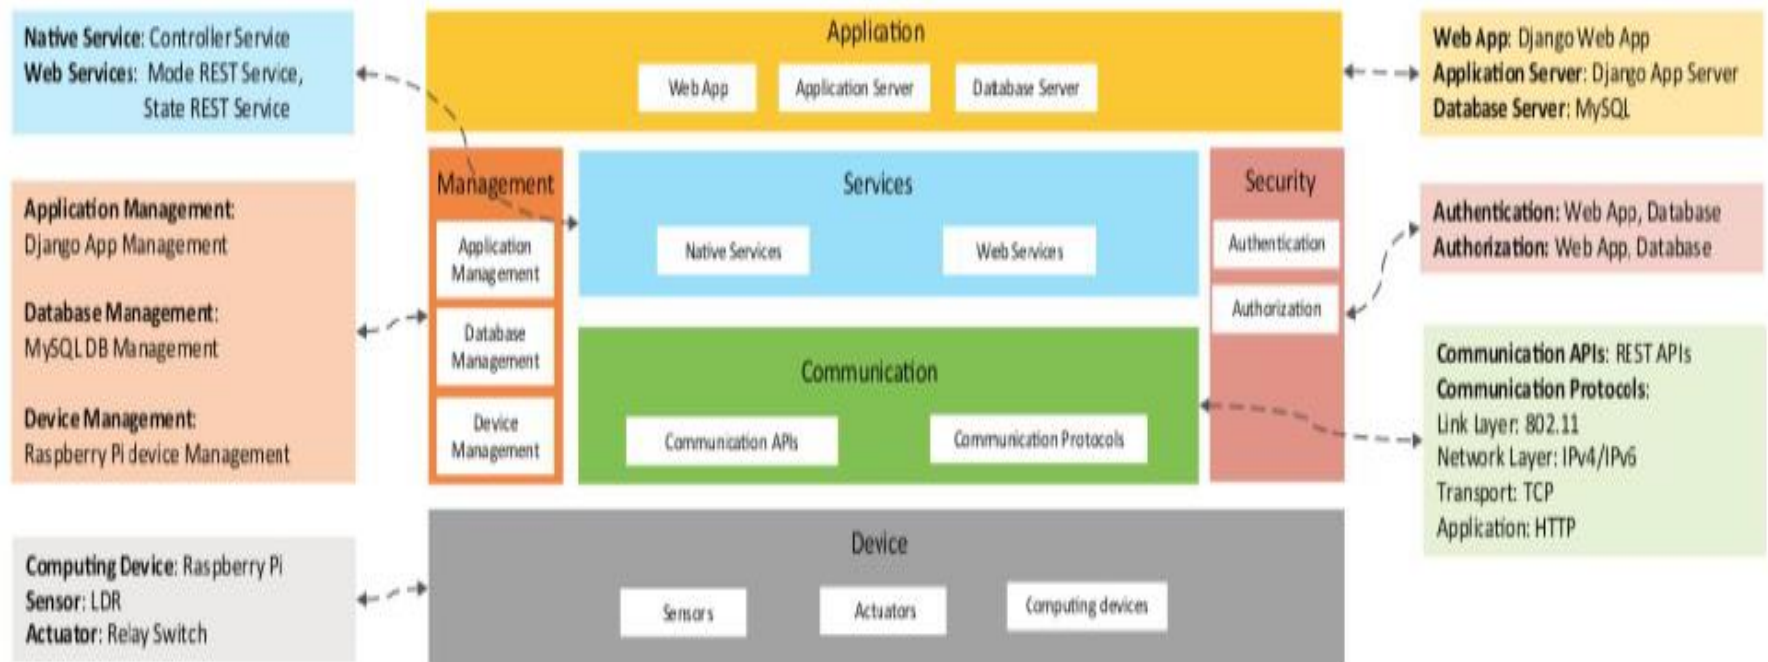 Native Service: Controller Service
Web Services: Mode REST Service,
State REST Service
Application Management:
Django App Management
Database Management:
MySQL DB Management
Device Management:
Raspberry Pi device Management
Computing Device: Raspberry Pi
Sensor: LDR
Actuator: Relay Switch
Application
Web App
Application Server
Database Server
Management
Application
Management
Database
Management
Device
Management
Services
Native Services
Web Services
Communication
Communication APIs
Communication Protocols
Security
Authentication
Authorization
Device
Sensors
Actuators
Computing devices
Web App: Django Web App
Application Server: Django App Server
Database Server: MySQL
Authentication: Web App, Database
Authorization: Web App, Database
Communication APIs: REST APIs
Communication Protocols:
Link Layer: 802.11
Network Layer: IPv4/IPv6
Transport: TCP
Application: HTTP